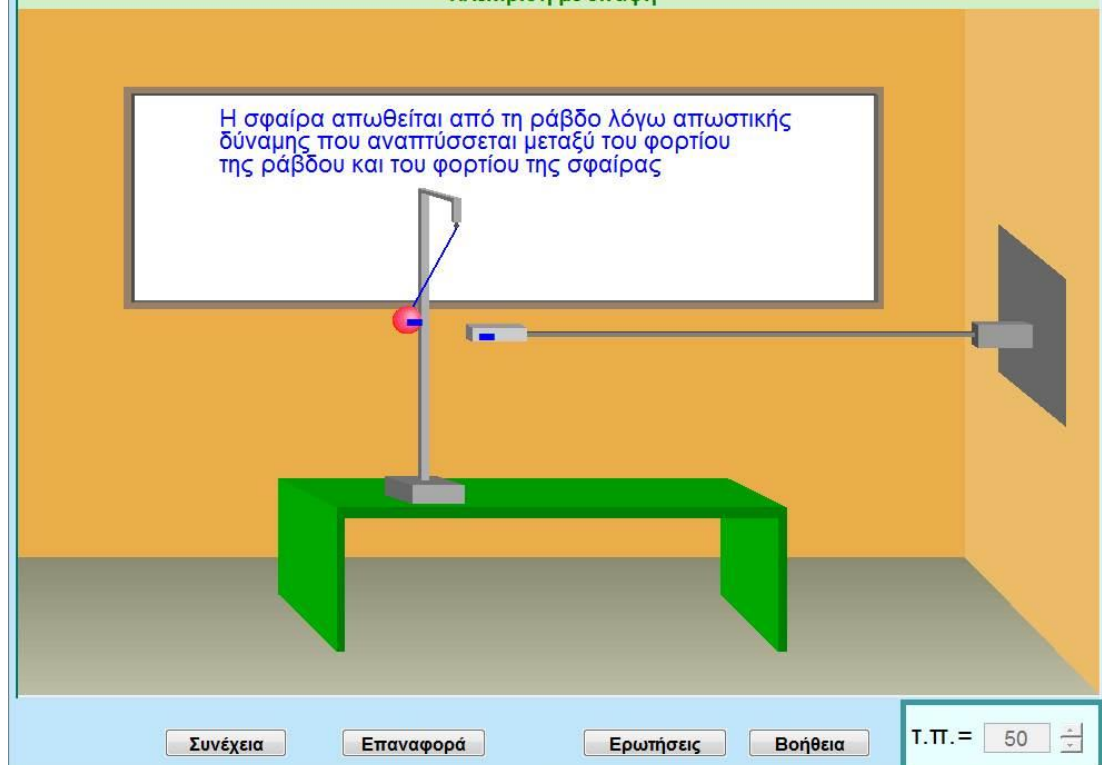 Η σφαίρα απωθείται από τη ράβδο λόγω απωστικής
δύναμης που αναπτύσσεται μεταξύ του φορτίου
της ράβδου και του φορτίου της σφαίρας
Συνέχεια
Επαναφορά
Ερωτήσεις
Βοήθεια
τ.π.= 50